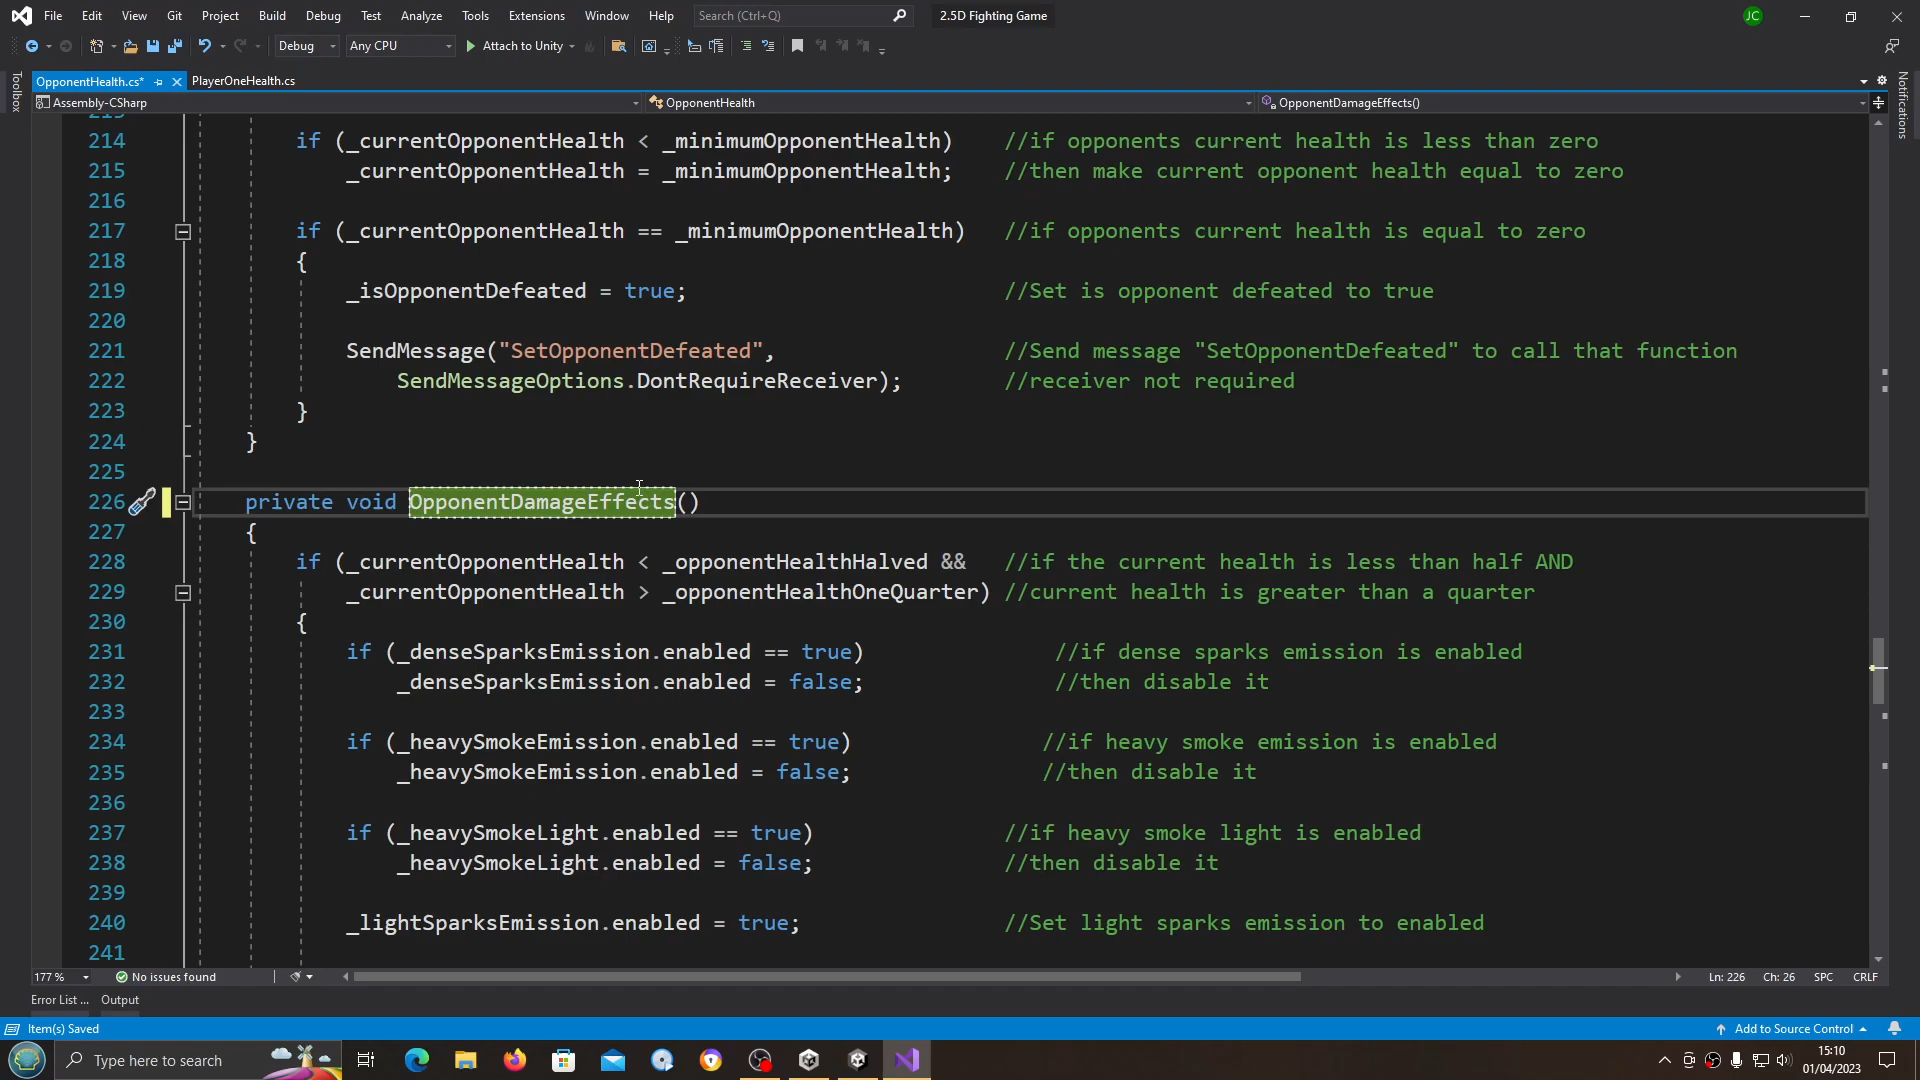 File Edit View Git Project Build Debug Test Analyze Tools Extensions Window Help Search (Ctrl+Q) 2.5D Fighting Game JC
Debug Any CPU Attach to Unity
Toolbox
OpponentHealth.cs* PlayerOneHealth.cs
Notifications
Assembly-CSharp OpponentHealth OpponentDamageEffects()
214 if (_currentOpponentHealth < _minimumOpponentHealth) //if opponents current health is less than zero
215 _currentOpponentHealth = _minimumOpponentHealth; //then make current opponent health equal to zero
216
217 if (_currentOpponentHealth == _minimumOpponentHealth) //if opponents current health is equal to zero
218 {
219 _isOpponentDefeated = true; //Set is opponent defeated to true
220
221 SendMessage("SetOpponentDefeated", //Send message "SetOpponentDefeated" to call that function
222 SendMessageOptions.DontRequireReceiver); //receiver not required
223 }
224 }
225
226 private void OpponentDamageEffects()
227 {
228 if (_currentOpponentHealth < _opponentHealthHalved && //if the current health is less than half AND
229 _currentOpponentHealth > _opponentHealthOneQuarter) //current health is greater than a quarter
230 {
231 if (_denseSparksEmission.enabled == true) //if dense sparks emission is enabled
232 _denseSparksEmission.enabled = false; //then disable it
233
234 if (_heavySmokeEmission.enabled == true) //if heavy smoke emission is enabled
235 _heavySmokeEmission.enabled = false; //then disable it
236
237 if (_heavySmokeLight.enabled == true) //if heavy smoke light is enabled
238 _heavySmokeLight.enabled = false; //then disable it
239
240 _lightSparksEmission.enabled = true; //Set light sparks emission to enabled
241
177 % No issues found Ln: 226 Ch: 26 SPC CRLF
Error List ... Output
Item(s) Saved Add to Source Control
Type here to search 15:10
01/04/2023